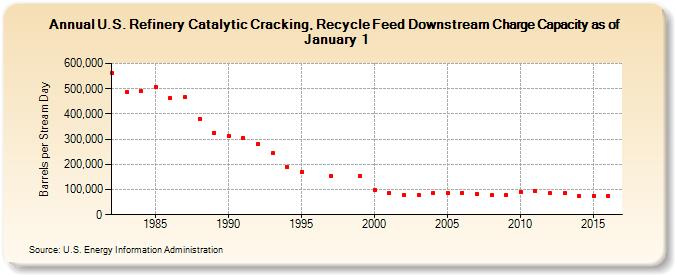 Annual U.S. Refinery Catalytic Cracking, Recycle Feed Downstream Charge Capacity as of
January 1
Barrels per Stream Day
600,000
500,000
400,000
300,000
200,000
100,000
0
1985 1990 1995 2000 2005 2010 2015
Source: U.S. Energy Information Administration